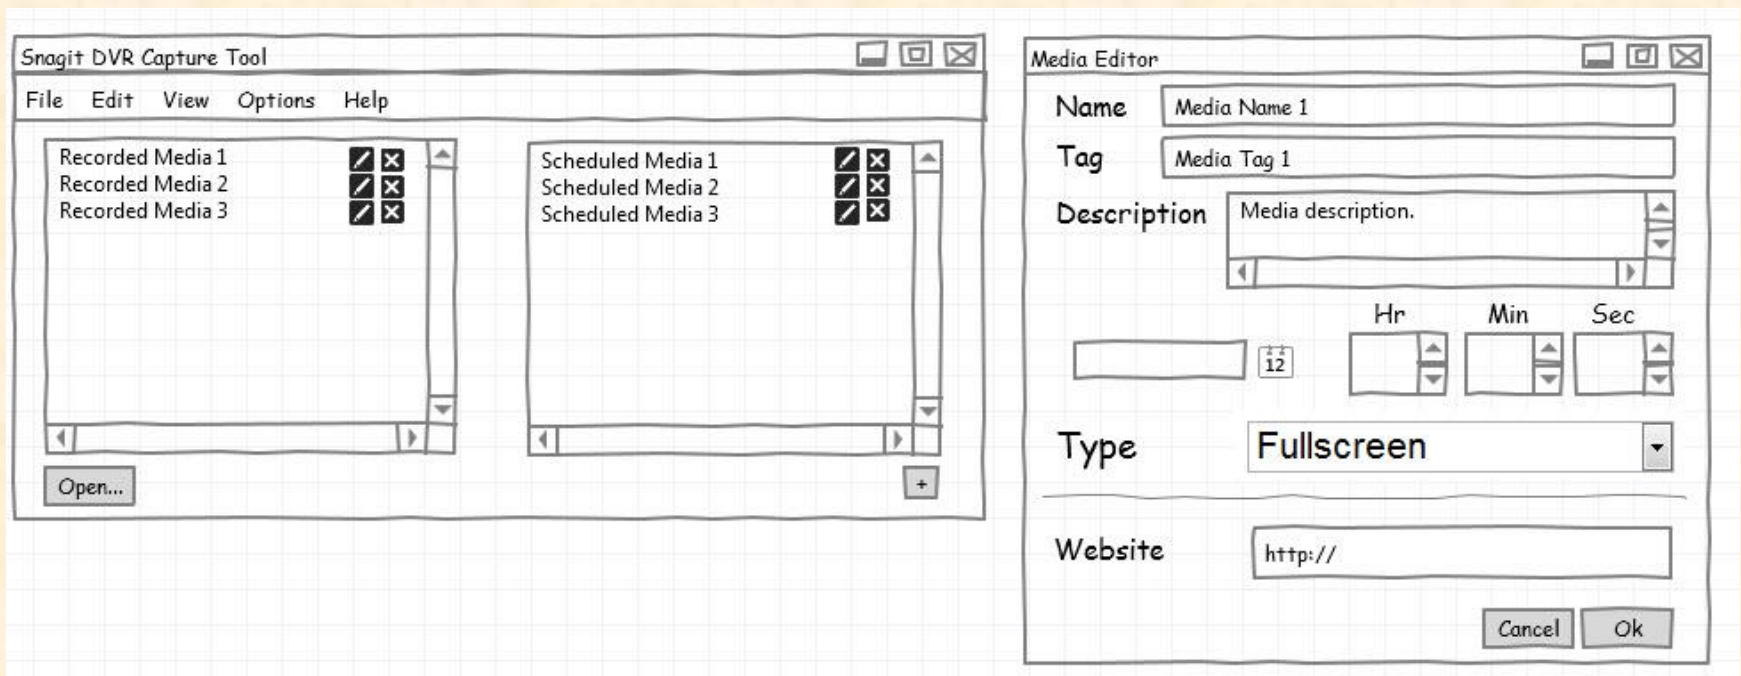 Snagit DVR Capture Tool
File Edit View Options Help
Recorded Media 1
Recorded Media 2
Recorded Media 3
Scheduled Media 1
Scheduled Media 2
Scheduled Media 3
Open...
+
Media Editor
Name Media Name 1
Tag Media Tag 1
Description Media description.
Hr Min Sec
12
Type Fullscreen
Website http://
Cancel Ok